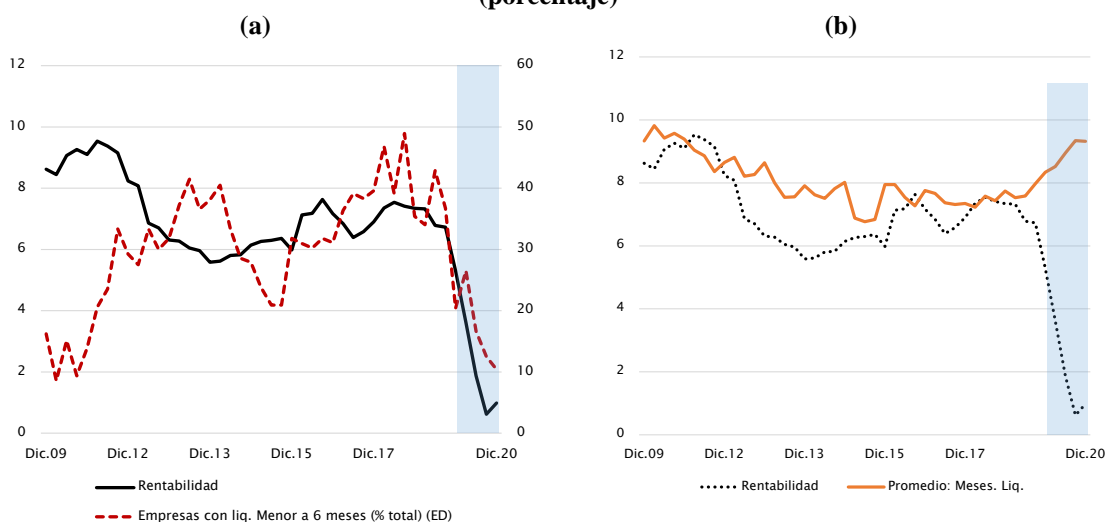 (porcentaje)
(a)
12
10
8
6
4
2
0
60
50
40
30
20
10
0
Dic.09 Dic.12 Dic.13 Dic.15 Dic.17 Dic.20
Rentabilidad
Empresas con liq. Menor a 6 meses (% total) (ED)
(b)
12
10
8
6
4
2
0
Dic.09 Dic.12 Dic.13 Dic.15 Dic.17 Dic.20
Rentabilidad Promedio: Meses. Liq.